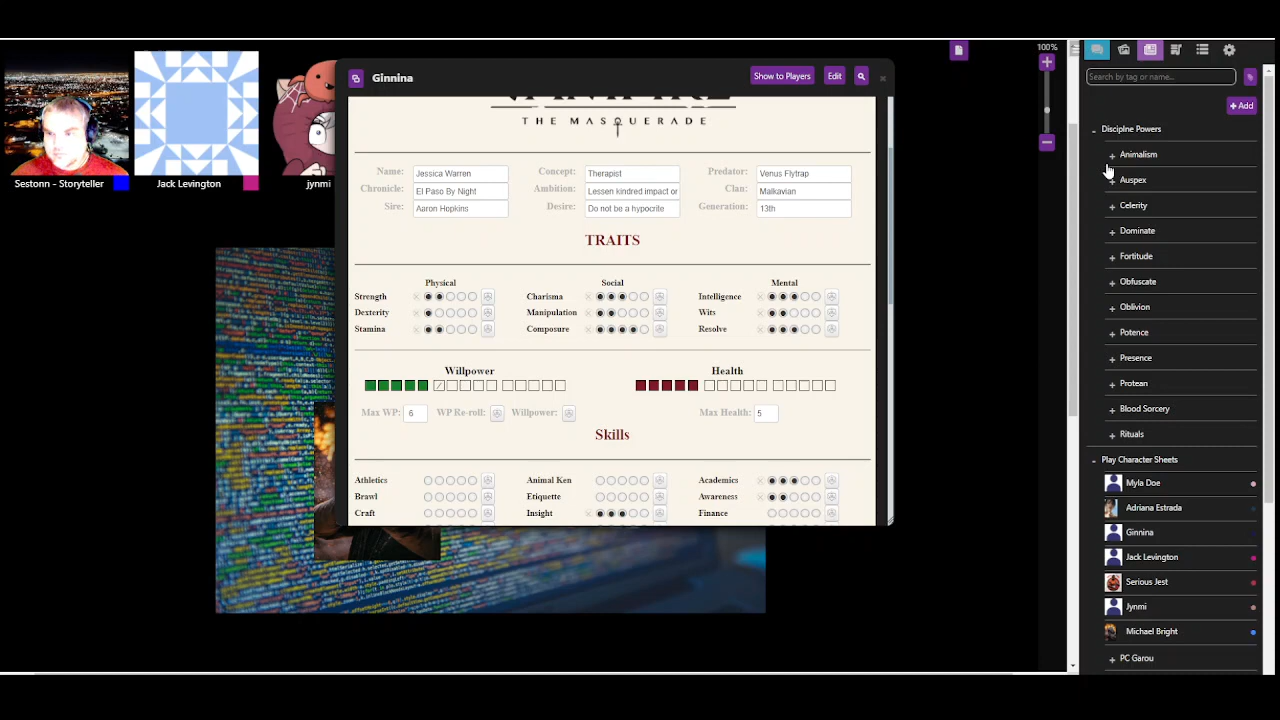 Sestonn - Storyteller
Jack Levington
jynmi
Ginnina
Show to Players
Edit
THE MASQUERADE
Name: Jessica Warren Concept: Therapist Predator: Venus Flytrap
Chronicle: El Paso By Night Ambition: Lessen kindred impact or Clan: Malkavian
Sire: Aaron Hopkins Desire: Do not be a hypocrite Generation: 13th
TRAITS
Physical Social Mental
Strength Charisma Intelligence
Dexterity Manipulation Wits
Stamina Composure Resolve
Willpower Health
Max WP: 6 WP Re-roll: Willpower: Max Health: 5
Skills
Athletics Animal Ken Academics
Brawl Etiquette Awareness
Craft Insight Finance
100%
Search by tag or name...
+ Add
Discipline Powers
Animalism
Auspex
Celerity
Dominate
Fortitude
Obfuscate
Oblivion
Potence
Presence
Protean
Blood Sorcery
Rituals
Play Character Sheets
Myla Doe
Adriana Estrada
Ginnina
Jack Levington
Serious Jest
Jynmi
Michael Bright
PC Garou